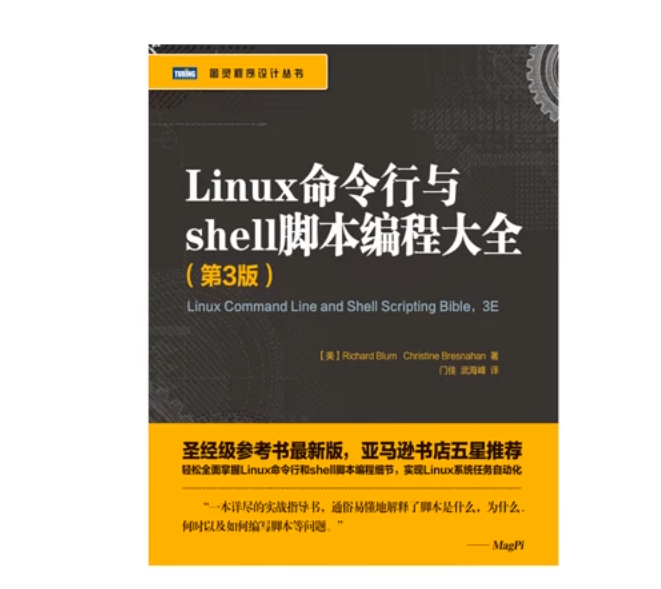 TURING 图灵程序设计丛书
Linux命令行与
shell脚本编程大全
（第3版）
Linux Command Line and Shell Scripting Bible, 3E
【美】Richard Blum Christine Bresnahan 著
门佳 武海峰 译
圣经级参考书最新版，亚马逊书店五星推荐
轻松全面掌握Linux命令行和shell脚本编程细节，实现Linux系统任务自动化
“一本详尽的实战指导书，通俗易懂地解释了脚本是什么，为什么、
何时以及如何编写脚本等问题。”
—— MagPi